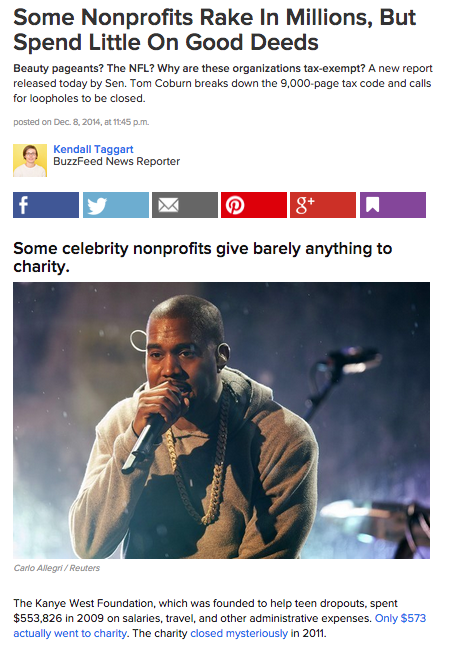 Some Nonprofits Rake In Millions, But
Spend Little On Good Deeds
Beauty pageants? The NFL? Why are these organizations tax-exempt? A new report
released today by Sen. Tom Coburn breaks down the 9,000-page tax code and calls
for loopholes to be closed.
posted on Dec. 8, 2014, at 11:45 p.m.
Kendall Taggart
BuzzFeed News Reporter
f
g+
Some celebrity nonprofits give barely anything to
charity.
Carlo Allegri / Reuters
The Kanye West Foundation, which was founded to help teen dropouts, spent
$553,826 in 2009 on salaries, travel, and other administrative expenses. Only $573
actually went to charity. The charity closed mysteriously in 2011.